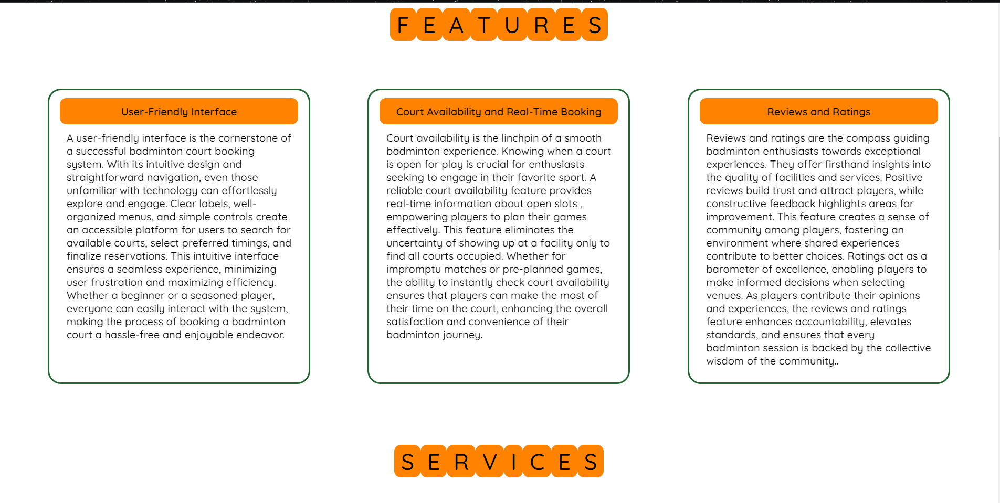 FEATURES
User-Friendly Interface
A user-friendly interface is the cornerstone of
a successful badminton court booking
system. With its intuitive design and
straightforward navigation, even those
unfamiliar with technology can effortlessly
explore and engage. Clear labels, well-
organized menus, and simple controls create
an accessible platform for users to search for
available courts, select preferred timings, and
finalize reservations. This intuitive interface
ensures a seamless experience, minimizing
user frustration and maximizing efficiency.
Whether a beginner or a seasoned player,
everyone can easily interact with the system,
making the process of booking a badminton
court a hassle-free and enjoyable endeavor.
Court Availability and Real-Time Booking
Court availability is the linchpin of a smooth
badminton experience. Knowing when a court
is open for play is crucial for enthusiasts
seeking to engage in their favorite sport. A
reliable court availability feature provides
real-time information about open slots ,
empowering players to plan their games
effectively. This feature eliminates the
uncertainty of showing up at a facility only to
find all courts occupied. Whether for
impromptu matches or pre-planned games,
the ability to instantly check court availability
ensures that players can make the most of
their time on the court, enhancing the overall
satisfaction and convenience of their
badminton journey.
Reviews and Ratings
Reviews and ratings are the compass guiding
badminton enthusiasts towards exceptional
experiences. They offer firsthand insights into
the quality of facilities and services. Positive
reviews build trust and attract players, while
constructive feedback highlights areas for
improvement. This feature creates a sense of
community among players, fostering an
environment where shared experiences
contribute to better choices. Ratings act as a
barometer of excellence, enabling players to
make informed decisions when selecting
venues. As players contribute their opinions
and experiences, the reviews and ratings
feature enhances accountability, elevates
standards, and ensures that every
badminton session is backed by the collective
wisdom of the community..
SERVICES